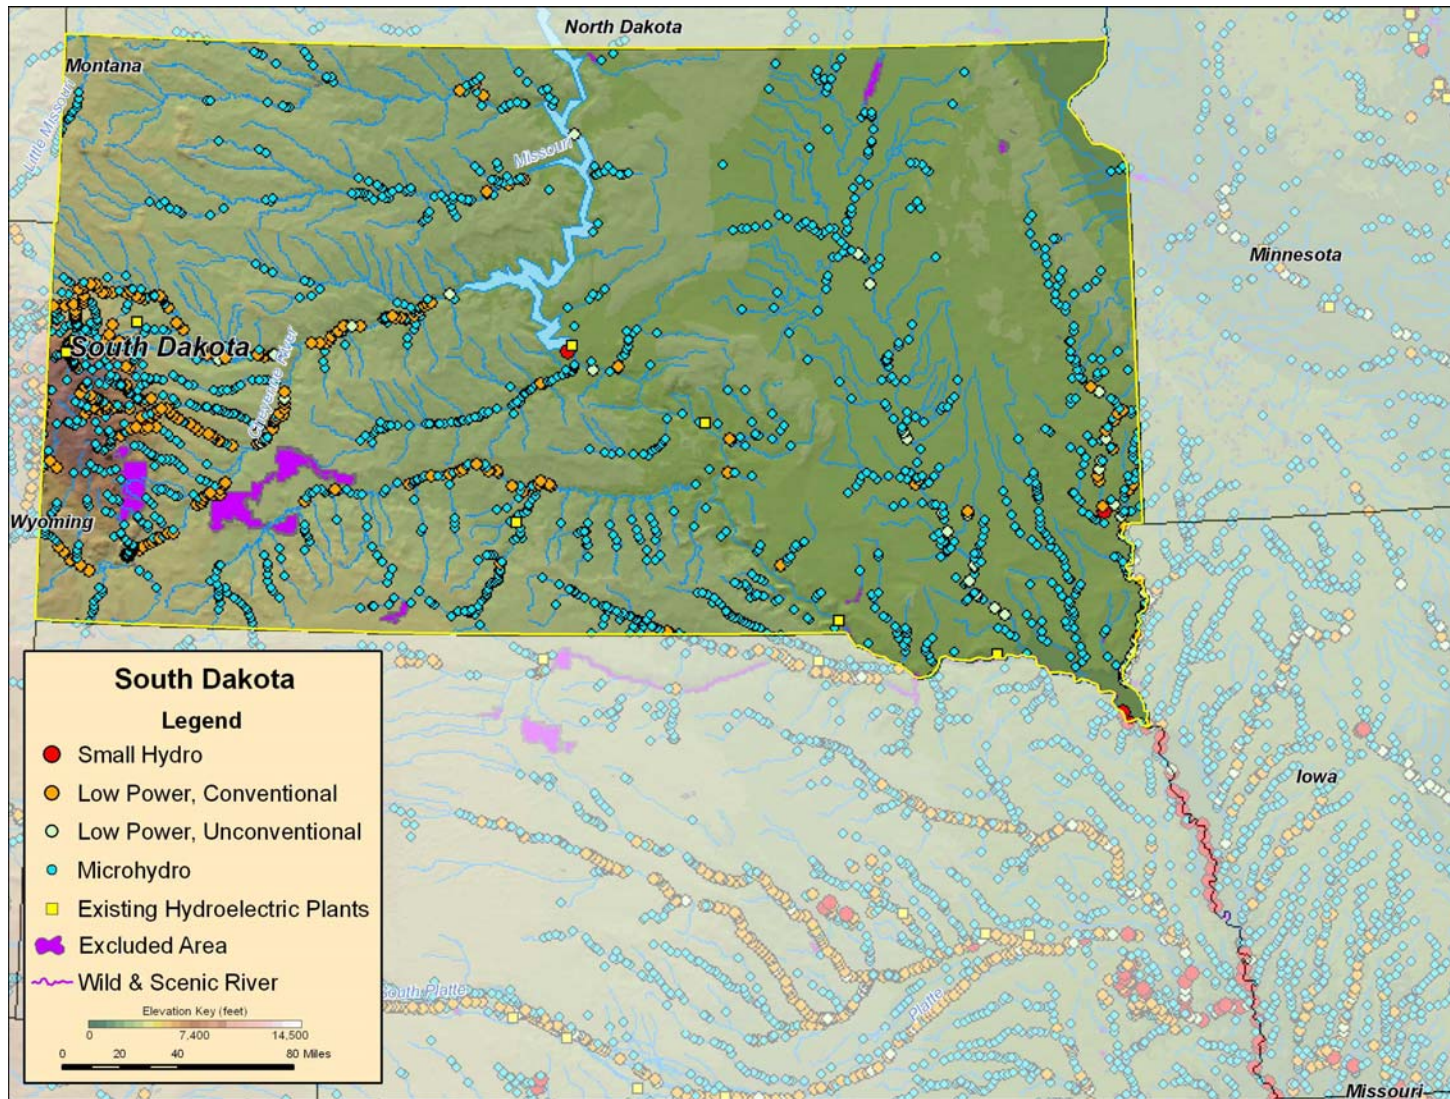 North Dakota
Montana
Little Missouri
Missouri
Minnesota
South Dakota
Cheyenne River
Wyoming
South Dakota
Legend
Small Hydro
Low Power, Conventional
Low Power, Unconventional
Microhydro
Existing Hydroelectric Plants
Excluded Area
Wild & Scenic River
Elevation Key (feet)
0 7,400 14,500
0 20 40 80 Miles
Iowa
South Platte
Platte
Missouri